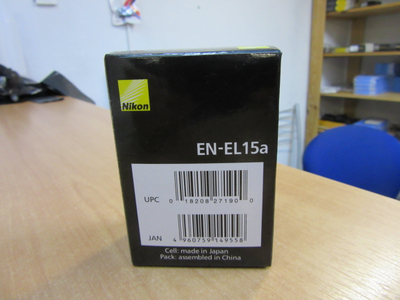 Nikon
EN-EL15a
UPC 0 18208 27190 0
JAN 4 960759 149558
Cell: made in Japan
Pack: assembled in China